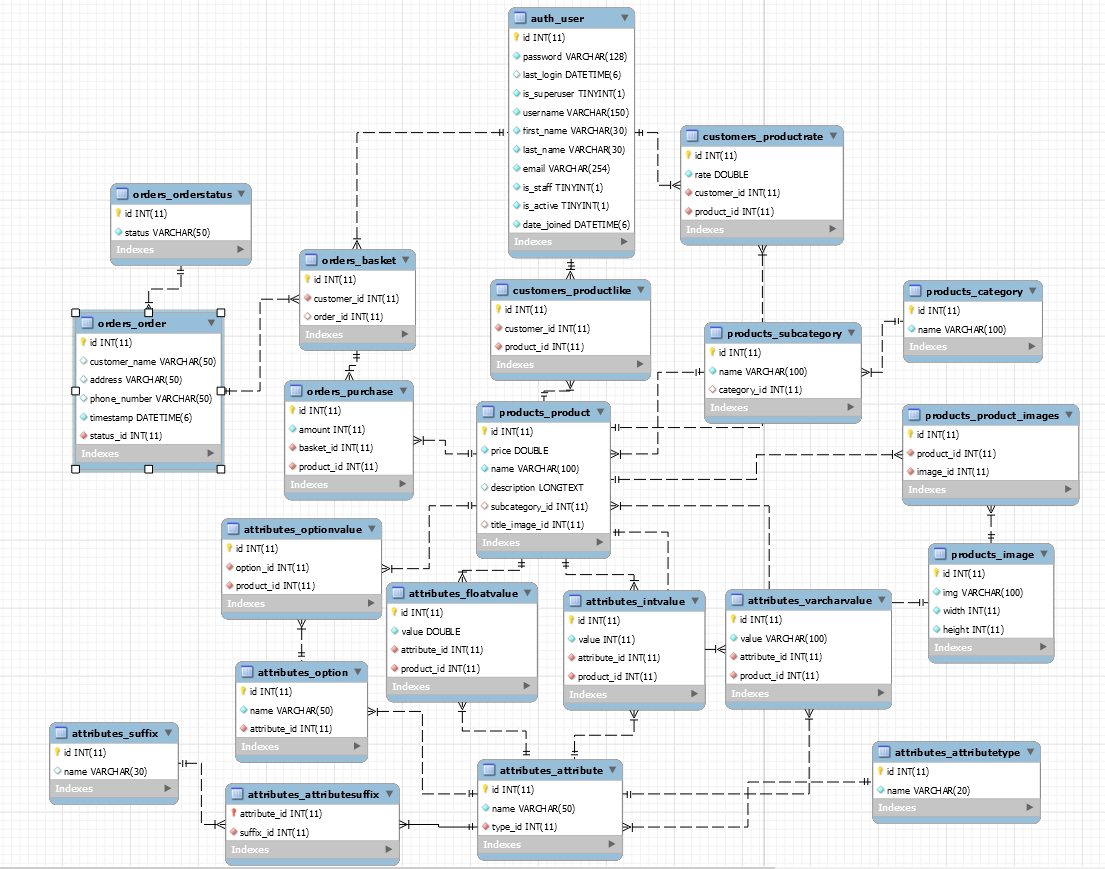 auth_user
id INT(11)
password VARCHAR(128)
last_login DATETIME(6)
is_superuser TINYINT(1)
username VARCHAR(150)
first_name VARCHAR(30)
last_name VARCHAR(30)
email VARCHAR(254)
is_staff TINYINT(1)
is_active TINYINT(1)
date_joined DATETIME(6)
Indexes
customers_productrate
id INT(11)
rate DOUBLE
customer_id INT(11)
product_id INT(11)
Indexes
orders_orderstatus
id INT(11)
status VARCHAR(50)
Indexes
orders_basket
id INT(11)
customer_id INT(11)
order_id INT(11)
Indexes
customers_productlike
id INT(11)
customer_id INT(11)
product_id INT(11)
Indexes
products_category
id INT(11)
name VARCHAR(100)
Indexes
orders_order
id INT(11)
customer_name VARCHAR(50)
address VARCHAR(50)
phone_number VARCHAR(50)
timestamp DATETIME(6)
status_id INT(11)
Indexes
products_subcategory
id INT(11)
name VARCHAR(100)
category_id INT(11)
Indexes
orders_purchase
id INT(11)
amount INT(11)
basket_id INT(11)
product_id INT(11)
Indexes
products_product
id INT(11)
price DOUBLE
name VARCHAR(100)
description LONGTEXT
subcategory_id INT(11)
title_image_id INT(11)
Indexes
products_product_images
id INT(11)
product_id INT(11)
image_id INT(11)
Indexes
attributes_optionvalue
id INT(11)
option_id INT(11)
product_id INT(11)
Indexes
products_image
id INT(11)
img VARCHAR(100)
width INT(11)
height INT(11)
Indexes
attributes_floatvalue
id INT(11)
value DOUBLE
attribute_id INT(11)
product_id INT(11)
Indexes
attributes_intvalue
id INT(11)
value INT(11)
attribute_id INT(11)
product_id INT(11)
Indexes
attributes_varcharvalue
id INT(11)
value VARCHAR(100)
attribute_id INT(11)
product_id INT(11)
Indexes
attributes_option
id INT(11)
name VARCHAR(50)
attribute_id INT(11)
Indexes
attributes_suffix
id INT(11)
name VARCHAR(30)
Indexes
attributes_attributesuffix
attribute_id INT(11)
suffix_id INT(11)
Indexes
attributes_attribute
id INT(11)
name VARCHAR(50)
type_id INT(11)
Indexes
attributes_attributetype
id INT(11)
name VARCHAR(20)
Indexes